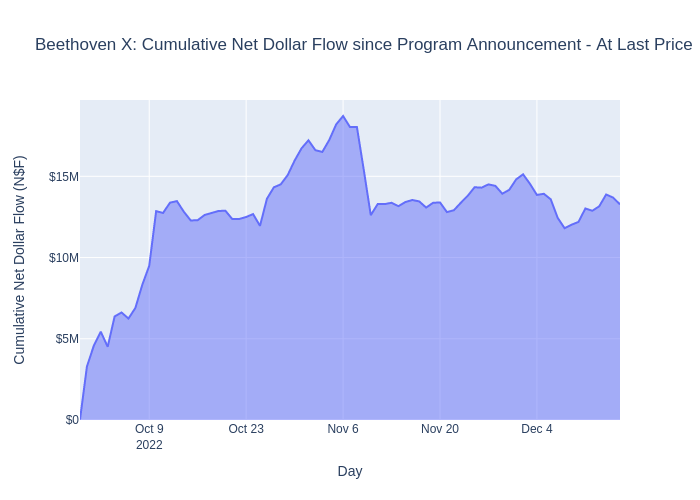 Beethoven X: Cumulative Net Dollar Flow since Program Announcement - At Last Price
Cumulative Net Dollar Flow (N$F)
$15M
$10M
$5M
$0
Oct 9
2022
Oct 23
Nov 6
Nov 20
Dec 4
Day